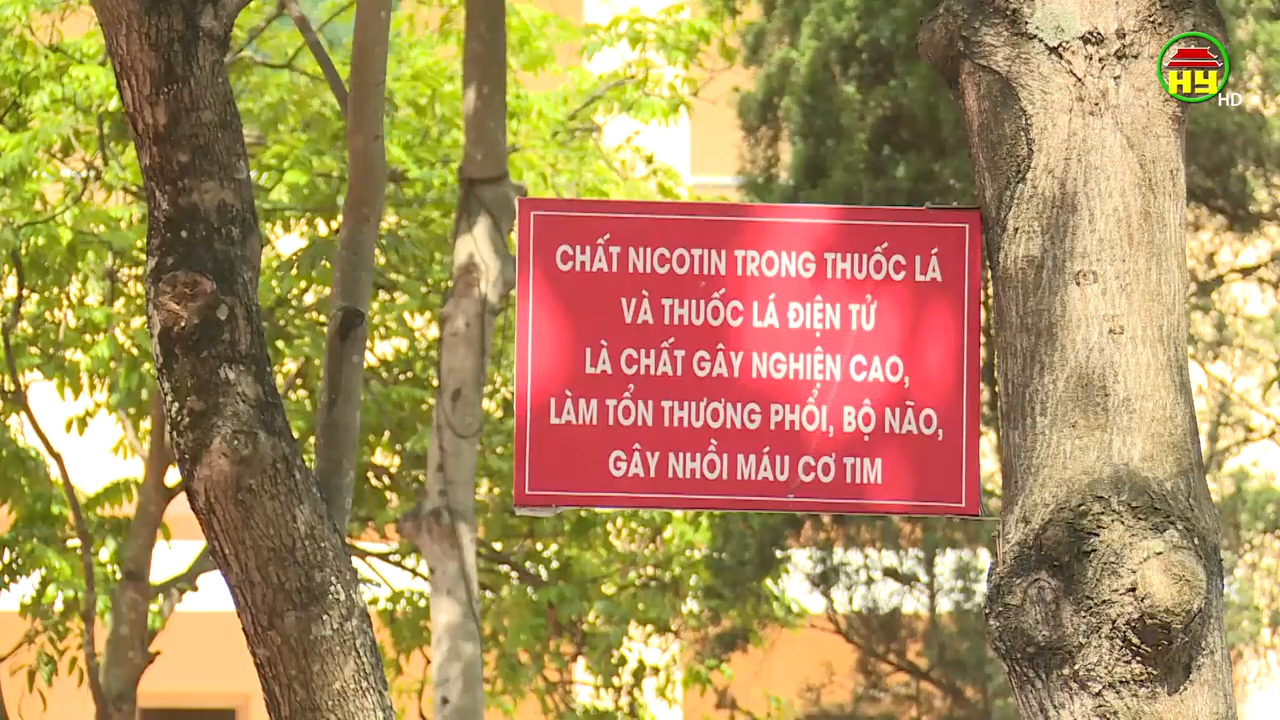 HY
HD
CHẤT NICOTIN TRONG THUỐC LÁ
VÀ THUỐC LÁ ĐIỆN TỬ
LÀ CHẤT GÂY NGHIỆN CAO,
LÀM TỔN THƯƠNG PHỔI, BỘ NÃO,
GÂY NHỒI MÁU CƠ TIM